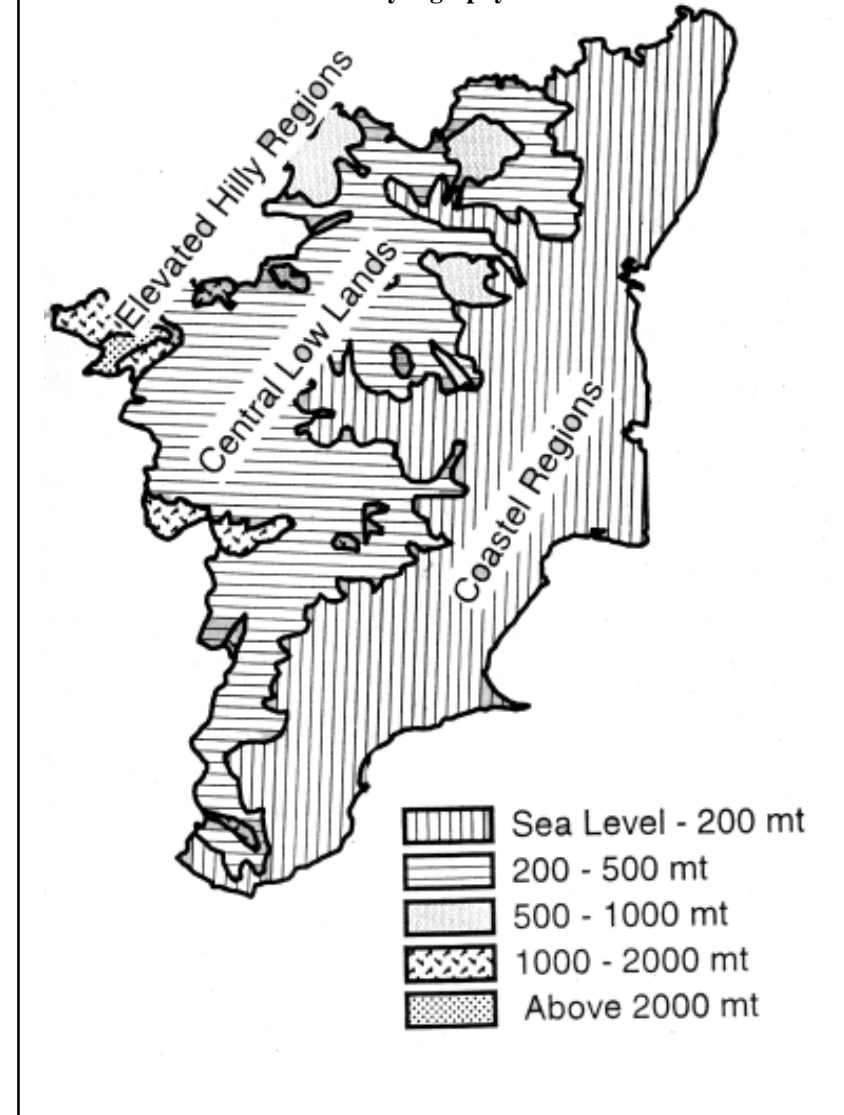 Elevated Hilly Regions
Central Low Lands
Coastel Regions
Sea Level - 200 mt
200 - 500 mt
500 - 1000 mt
1000 - 2000 mt
Above 2000 mt